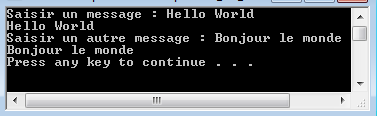 Saisir un message : Hello World
Hello World
Saisir un autre message : Bonjour le monde
Bonjour le monde
Press any key to continue . . .